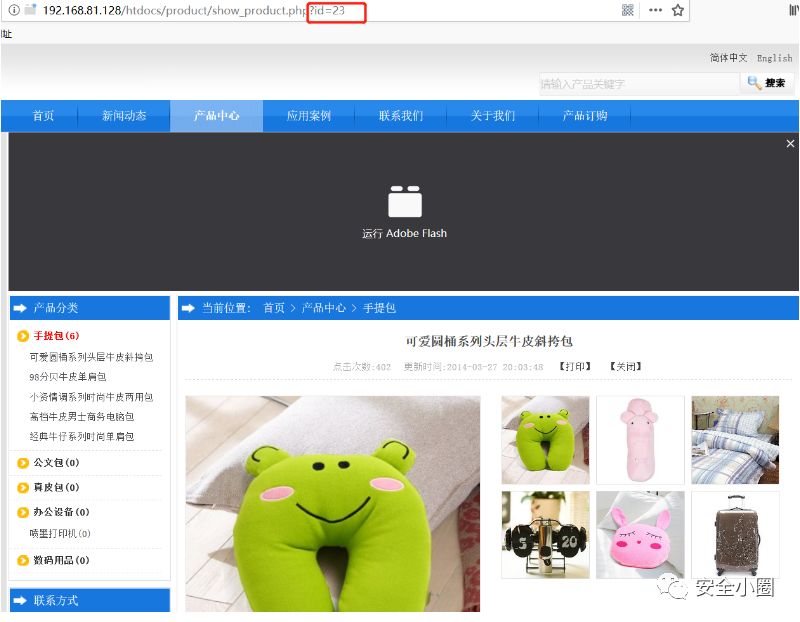 192.168.81.128/htdocs/product/show_product.php?id=23
址
简体中文 English
请输入产品关键字 搜索
首页 新闻动态 产品中心 应用案例 联系我们 关于我们 产品订购
运行 Adobe Flash
产品分类
手提包(6)
可爱圆桶系列头层牛皮斜挎包
98分贝牛皮单肩包
小资情调系列时尚牛皮两用包
高档牛皮男士商务电脑包
经典牛仔系列时尚单肩包
公文包(0)
真皮包(0)
办公设备(0)
喷墨打印机(0)
数码用品(0)
联系方式
当前位置: 首页 > 产品中心 > 手提包
可爱圆桶系列头层牛皮斜挎包
点击次数:402 更新时间:2014-03-27 20:03:48 【打印】 【关闭】
5 20
安全小圈